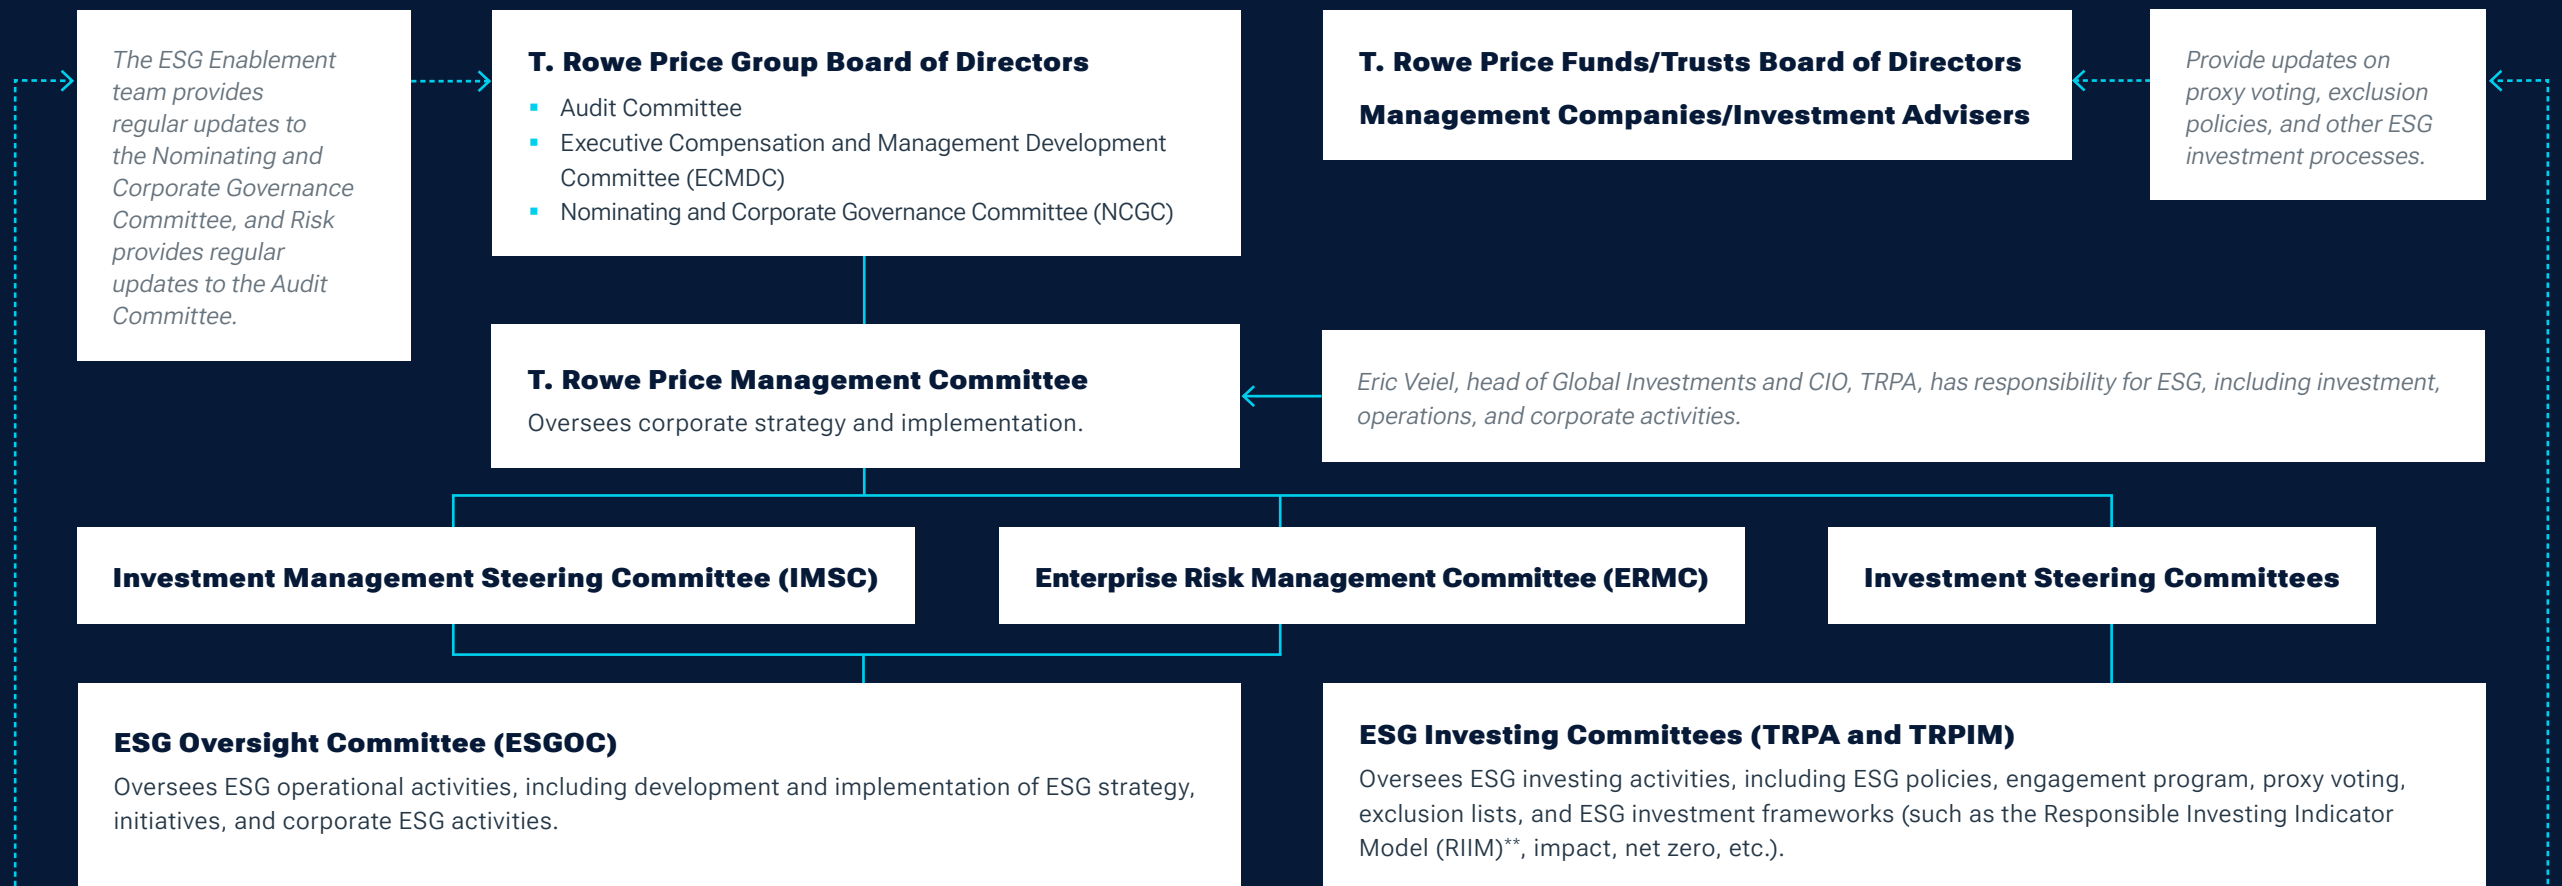 The ESG Enablement
team provides
regular updates to
the Nominating and
Corporate Governance
Committee, and Risk
provides regular
updates to the Audit
Committee.
T. Rowe Price Group Board of Directors
▪ Audit Committee
▪ Executive Compensation and Management Development
Committee (ECMDC)
▪ Nominating and Corporate Governance Committee (NCGC)
T. Rowe Price Funds/Trusts Board of Directors
Management Companies/Investment Advisers
Provide updates on
proxy voting, exclusion
policies, and other ESG
investment processes.
T. Rowe Price Management Committee
Oversees corporate strategy and implementation.
Eric Veiel, head of Global Investments and CIO, TRPA, has responsibility for ESG, including investment,
operations, and corporate activities.
Investment Management Steering Committee (IMSC)
Enterprise Risk Management Committee (ERMC)
Investment Steering Committees
ESG Oversight Committee (ESGOC)
Oversees ESG operational activities, including development and implementation of ESG strategy,
initiatives, and corporate ESG activities.
ESG Investing Committees (TRPA and TRPIM)
Oversees ESG investing activities, including ESG policies, engagement program, proxy voting,
exclusion lists, and ESG investment frameworks (such as the Responsible Investing Indicator
Model (RIIM)**, impact, net zero, etc.).